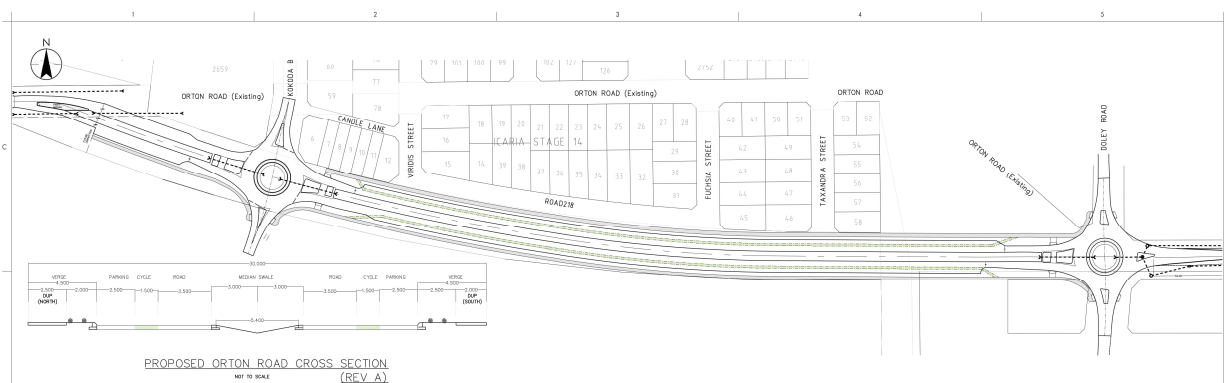 1 2 3 4 5
N
C
C
2659
KOKODA B
60
77
59
78
79 101 100 99
102 127
126
2752
ORTON ROAD (Existing)
ORTON ROAD (Existing)
ORTON ROAD
CANDLE LANE
6 7 8 9 10 11 12
VIRIDIS STREET
17
16
15
18 19 20 21 22 23 24 25 26 27 28
ICARIA STAGE 14
14 39 38 37 34 33 32
29
30
31
ROAD218
FUCHSIA STREET
40 41 50 51
42 49
43 48
44 47
45 46
TAXANDRA STREET
53 52
54
55
56
57
58
ORTON ROAD (Existing)
DOLEY ROAD
30.000
VERGE PARKING CYCLE ROAD MEDIAN SWALE ROAD CYCLE PARKING VERGE
4.500 4.500
2.500 2.000 2.500 1.500 3.500 3.000 3.000 3.500 1.500 2.500 2.500 2.000
DUP
(NORTH)
DUP
(SOUTH)
5.400
PROPOSED ORTON ROAD CROSS SECTION
NOT TO SCALE (REV A)